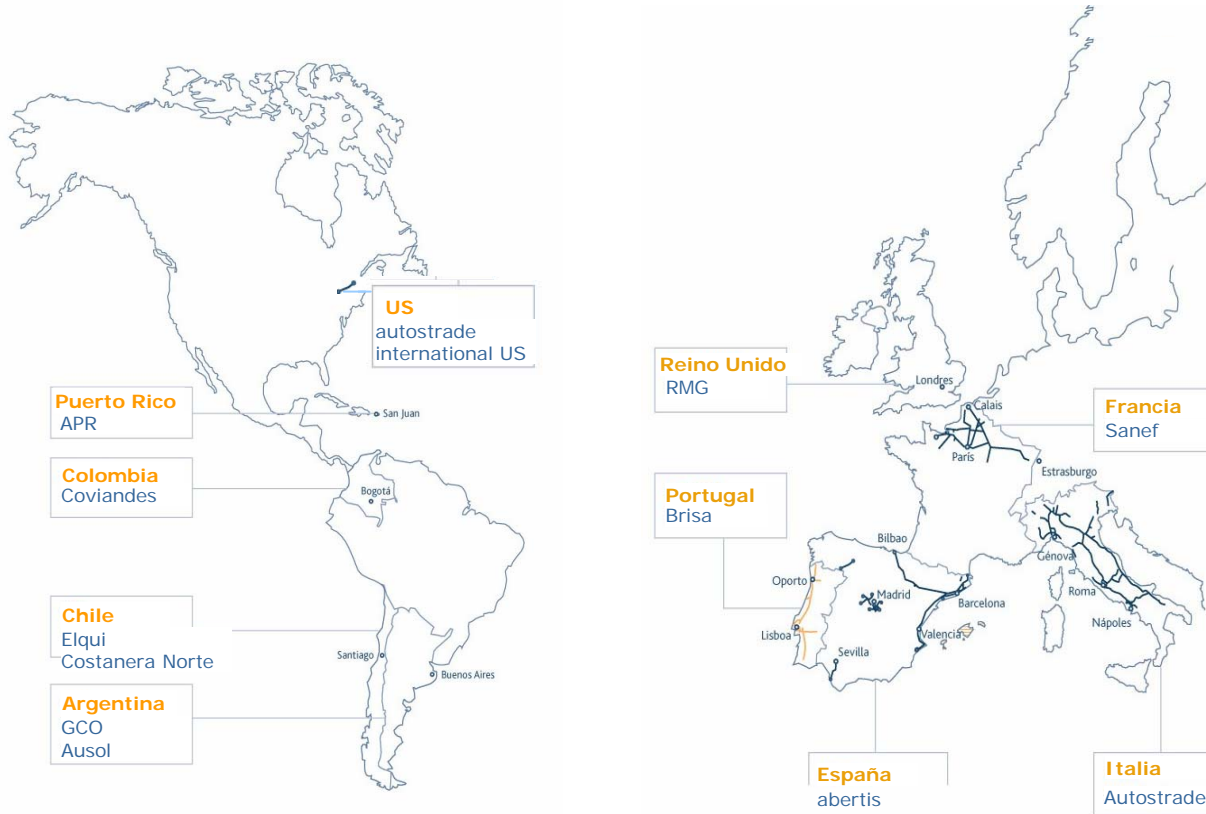 US
autostrade
international US
Puerto Rico
APR
San Juan
Colombia
Coviandes
Bogotá
Chile
Elqui
Costanera Norte
Santiago
Buenos Aires
Argentina
GCO
Ausol
Reino Unido
RMG
Londres
Calais
Francia
Sanef
París
Estrasburgo
Portugal
Brisa
Bilbao
Génova
Oporto
Madrid
Barcelona
Roma
Nápoles
Lisboa
Valencia
Sevilla
España
abertis
Italia
Autostrade